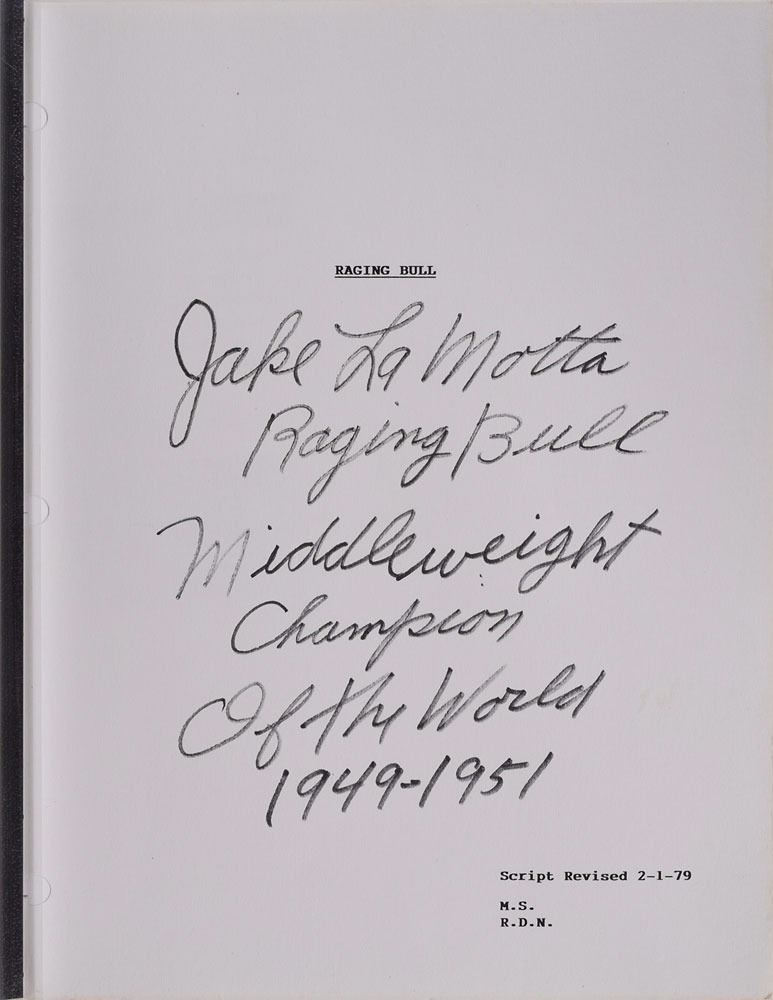 RAGING BULL
Jake La Motta
Raging Bull
Middleweight
Champion
Of The World
1949-1951
Script Revised 2-1-79
M.S.
R.D.N.